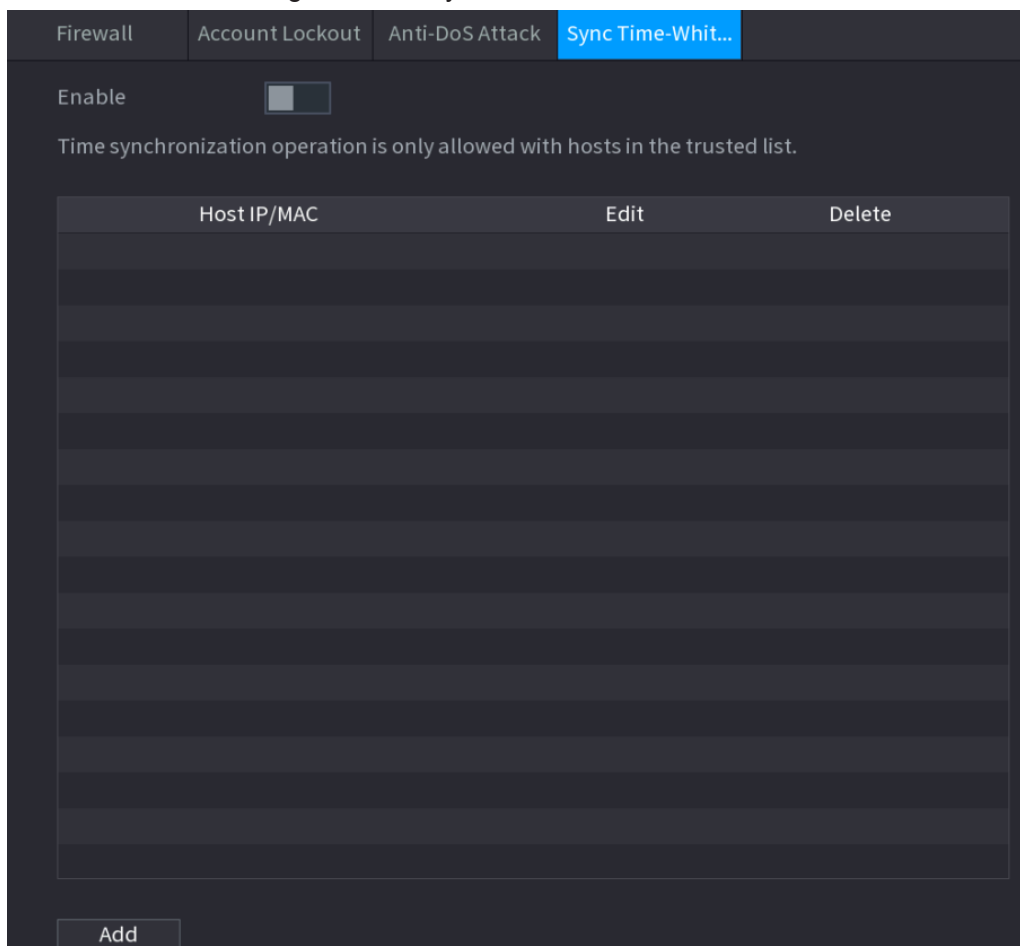 Firewall Account Lockout Anti-DoS Attack Sync Time-Whit...
Enable
Time synchronization operation is only allowed with hosts in the trusted list.
Host IP/MAC Edit Delete
Add